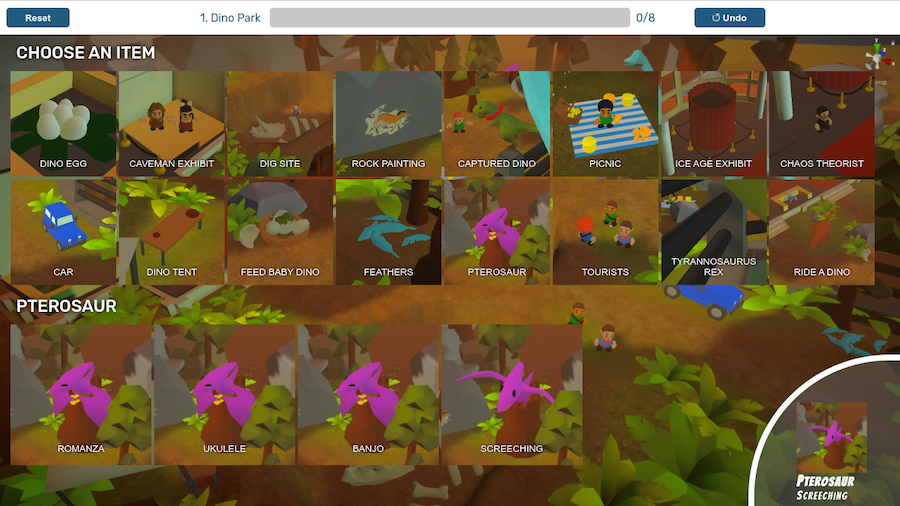 Reset
1. Dino Park
0/8
Undo
CHOOSE AN ITEM
DINO EGG
CAVEMAN EXHIBIT
DIG SITE
ROCK PAINTING
CAPTURED DINO
PICNIC
ICE AGE EXHIBIT
CHAOS THEORIST
CAR
DINO TENT
FEED BABY DINO
FEATHERS
PTEROSAUR
TOURISTS
TYRANNOSAURUS
REX
RIDE A DINO
PTEROSAUR
ROMANZA
UKULELE
BANJO
SCREECHING
Pterosaur
Screeching